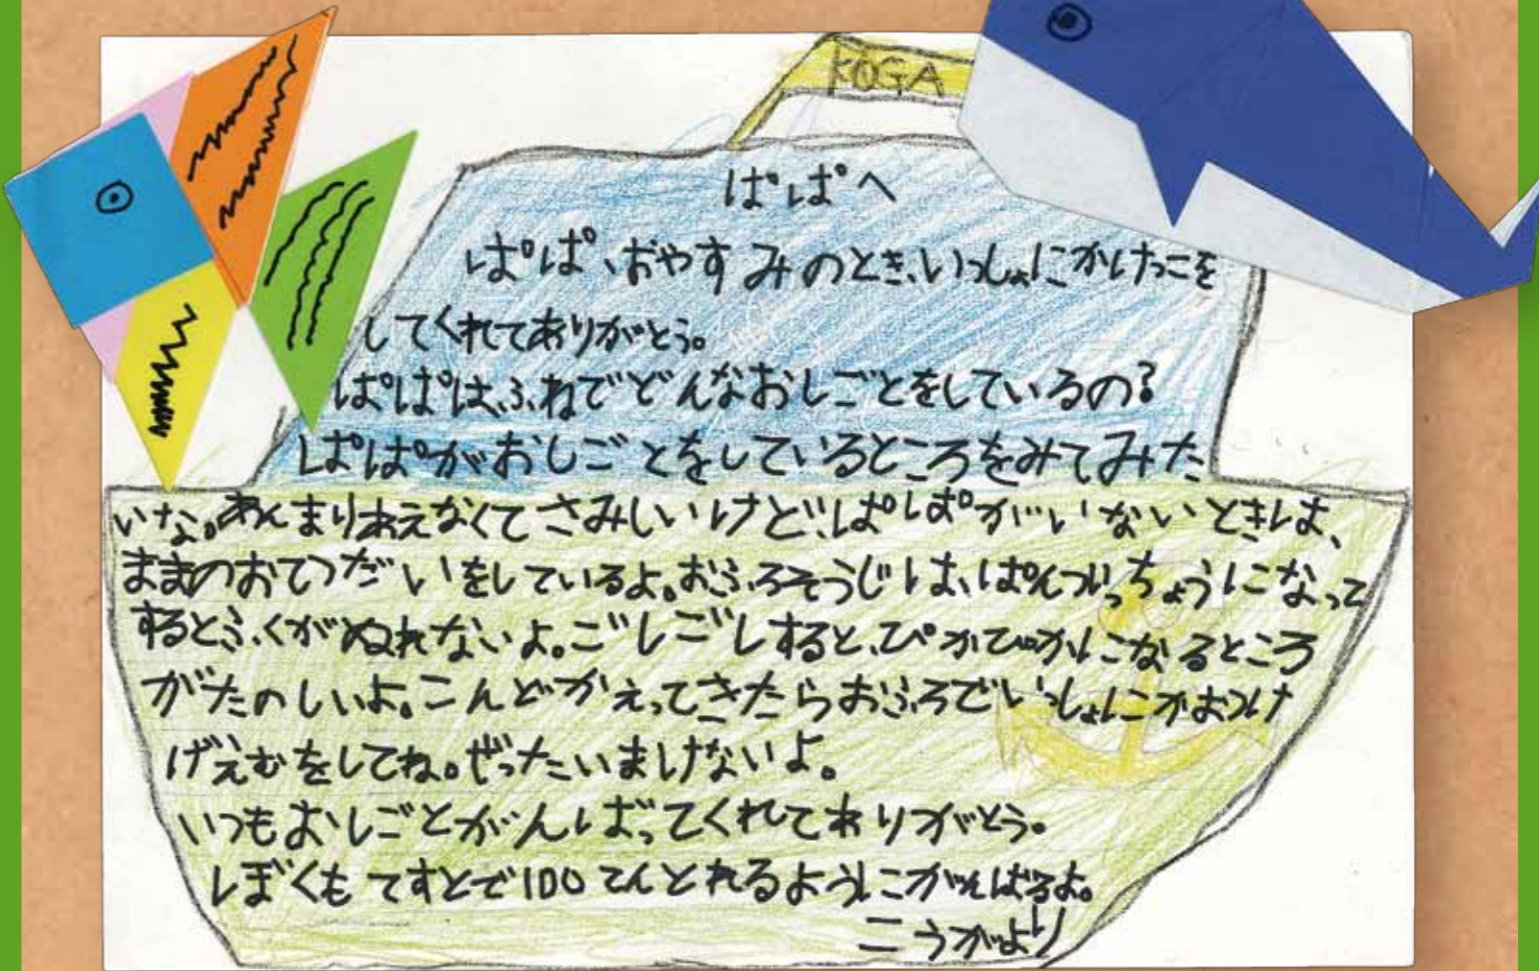 KOGA
ぱぱへ
ぱぱ、おやすみのとき、いっしょにかけっこを
してくれてありがとう。
ぱぱは、ふねでどんなおしごとをしているの?
ぱぱがおしごとをしているところをみてみた
いな。あんまりあえなくてさみしいけど、ぱぱがいないときは、
ままのおてつだいをしているよ。おふろそうじは、ぱんついっちょうになって
するとふくがぬれないよ。ごしごしすると、ぴかぴかになるところ
がたのしいよ。こんどかえってきたらおふろでいっしょにかおつけ
げえむをしてね。ぜったいまけないよ。
いつもおしごとがんばってくれてありがとう。
ぼくもてすとで100てんとれるようにがんばるよ。
こうがより